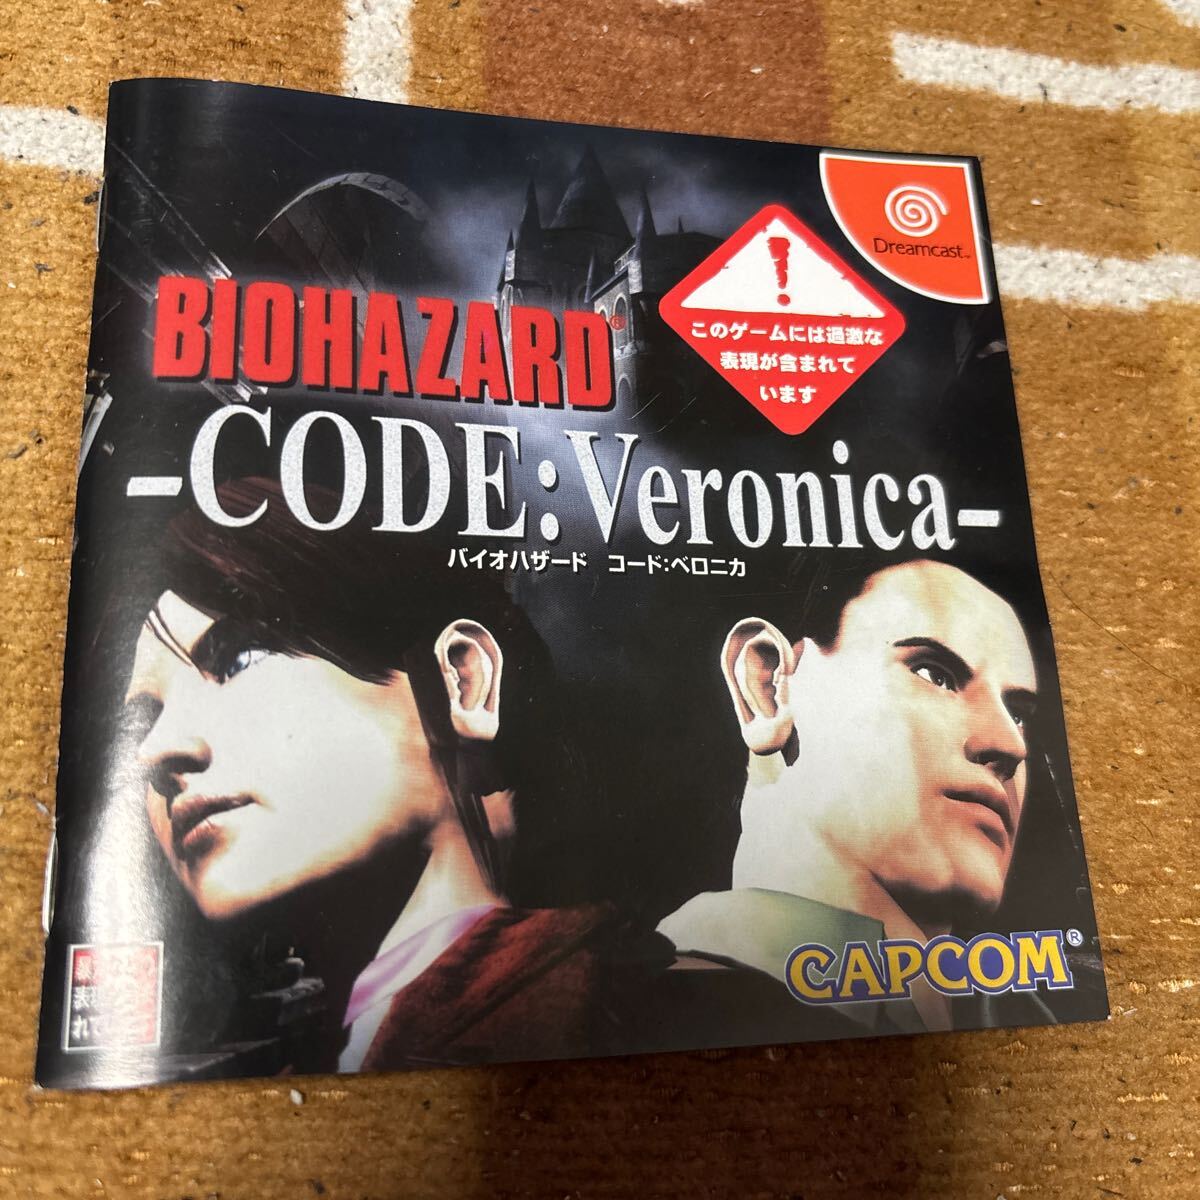 Dreamcast™
このゲームには過激な
表現が含まれて
います
BIOHAZARD®
-CODE:Veronica-
バイオハザード コード:ベロニカ
CAPCOM®